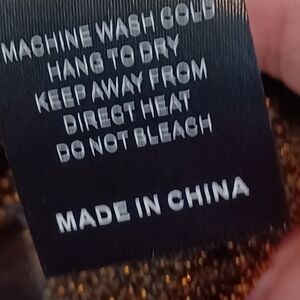 MACHINE WASH COLD
HANG TO DRY
KEEP AWAY FROM
DIRECT HEAT
DO NOT BLEACH
MADE IN CHINA